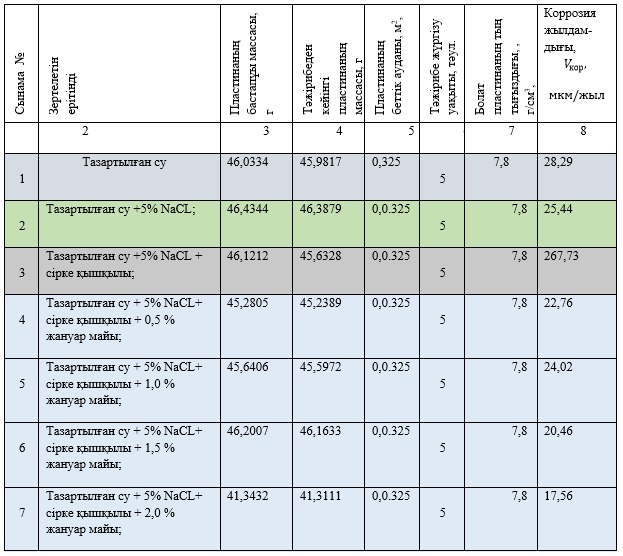 Сынама №
Зертелетін
ерітінді
Пластинаның
бастапқы массасы,
г
Тәжірибеден
кейінгі
пластинаның
массасы, г
Пластинаның
беттік ауданы, м²,
Тәжірибе жүргізу
уақыты, тәул.
Болат
пластинаның тың
тығыздығы, ,
г/см³,
Коррозия
жылдам-
дығы,
Vкор,
мкм/жыл
2 3 4 5 7 8
1 Тазартылған су 46,0334 45,9817 0,325 5 7,8 28,29
2 Тазартылған су +5% NaCL; 46,4344 46,3879 0,0.325 5 7,8 25,44
3 Тазартылған су +5% NaCL + 46,1212 45,6328 0,0.325 5 7,8 267,73
сірке қышқылы;
4 Тазартылған су + 5% NaCL+ 45,2805 45,2389 0,0.325 5 7,8 22,76
сірке қышқылы + 0,5 %
жануар майы;
5 Тазартылған су + 5% NaCL+ 45,6406 45,5972 0,0.325 5 7,8 24,02
сірке қышқылы + 1,0 %
жануар майы;
6 Тазартылған су + 5% NaCL+ 46,2007 46,1633 0,0.325 5 7,8 20,46
сірке қышқылы + 1,5 %
жануар майы;
7 Тазартылған су + 5% NaCL+ 41,3432 41,3111 0,0.325 5 7,8 17,56
сірке қышқылы + 2,0 %
жануар майы;